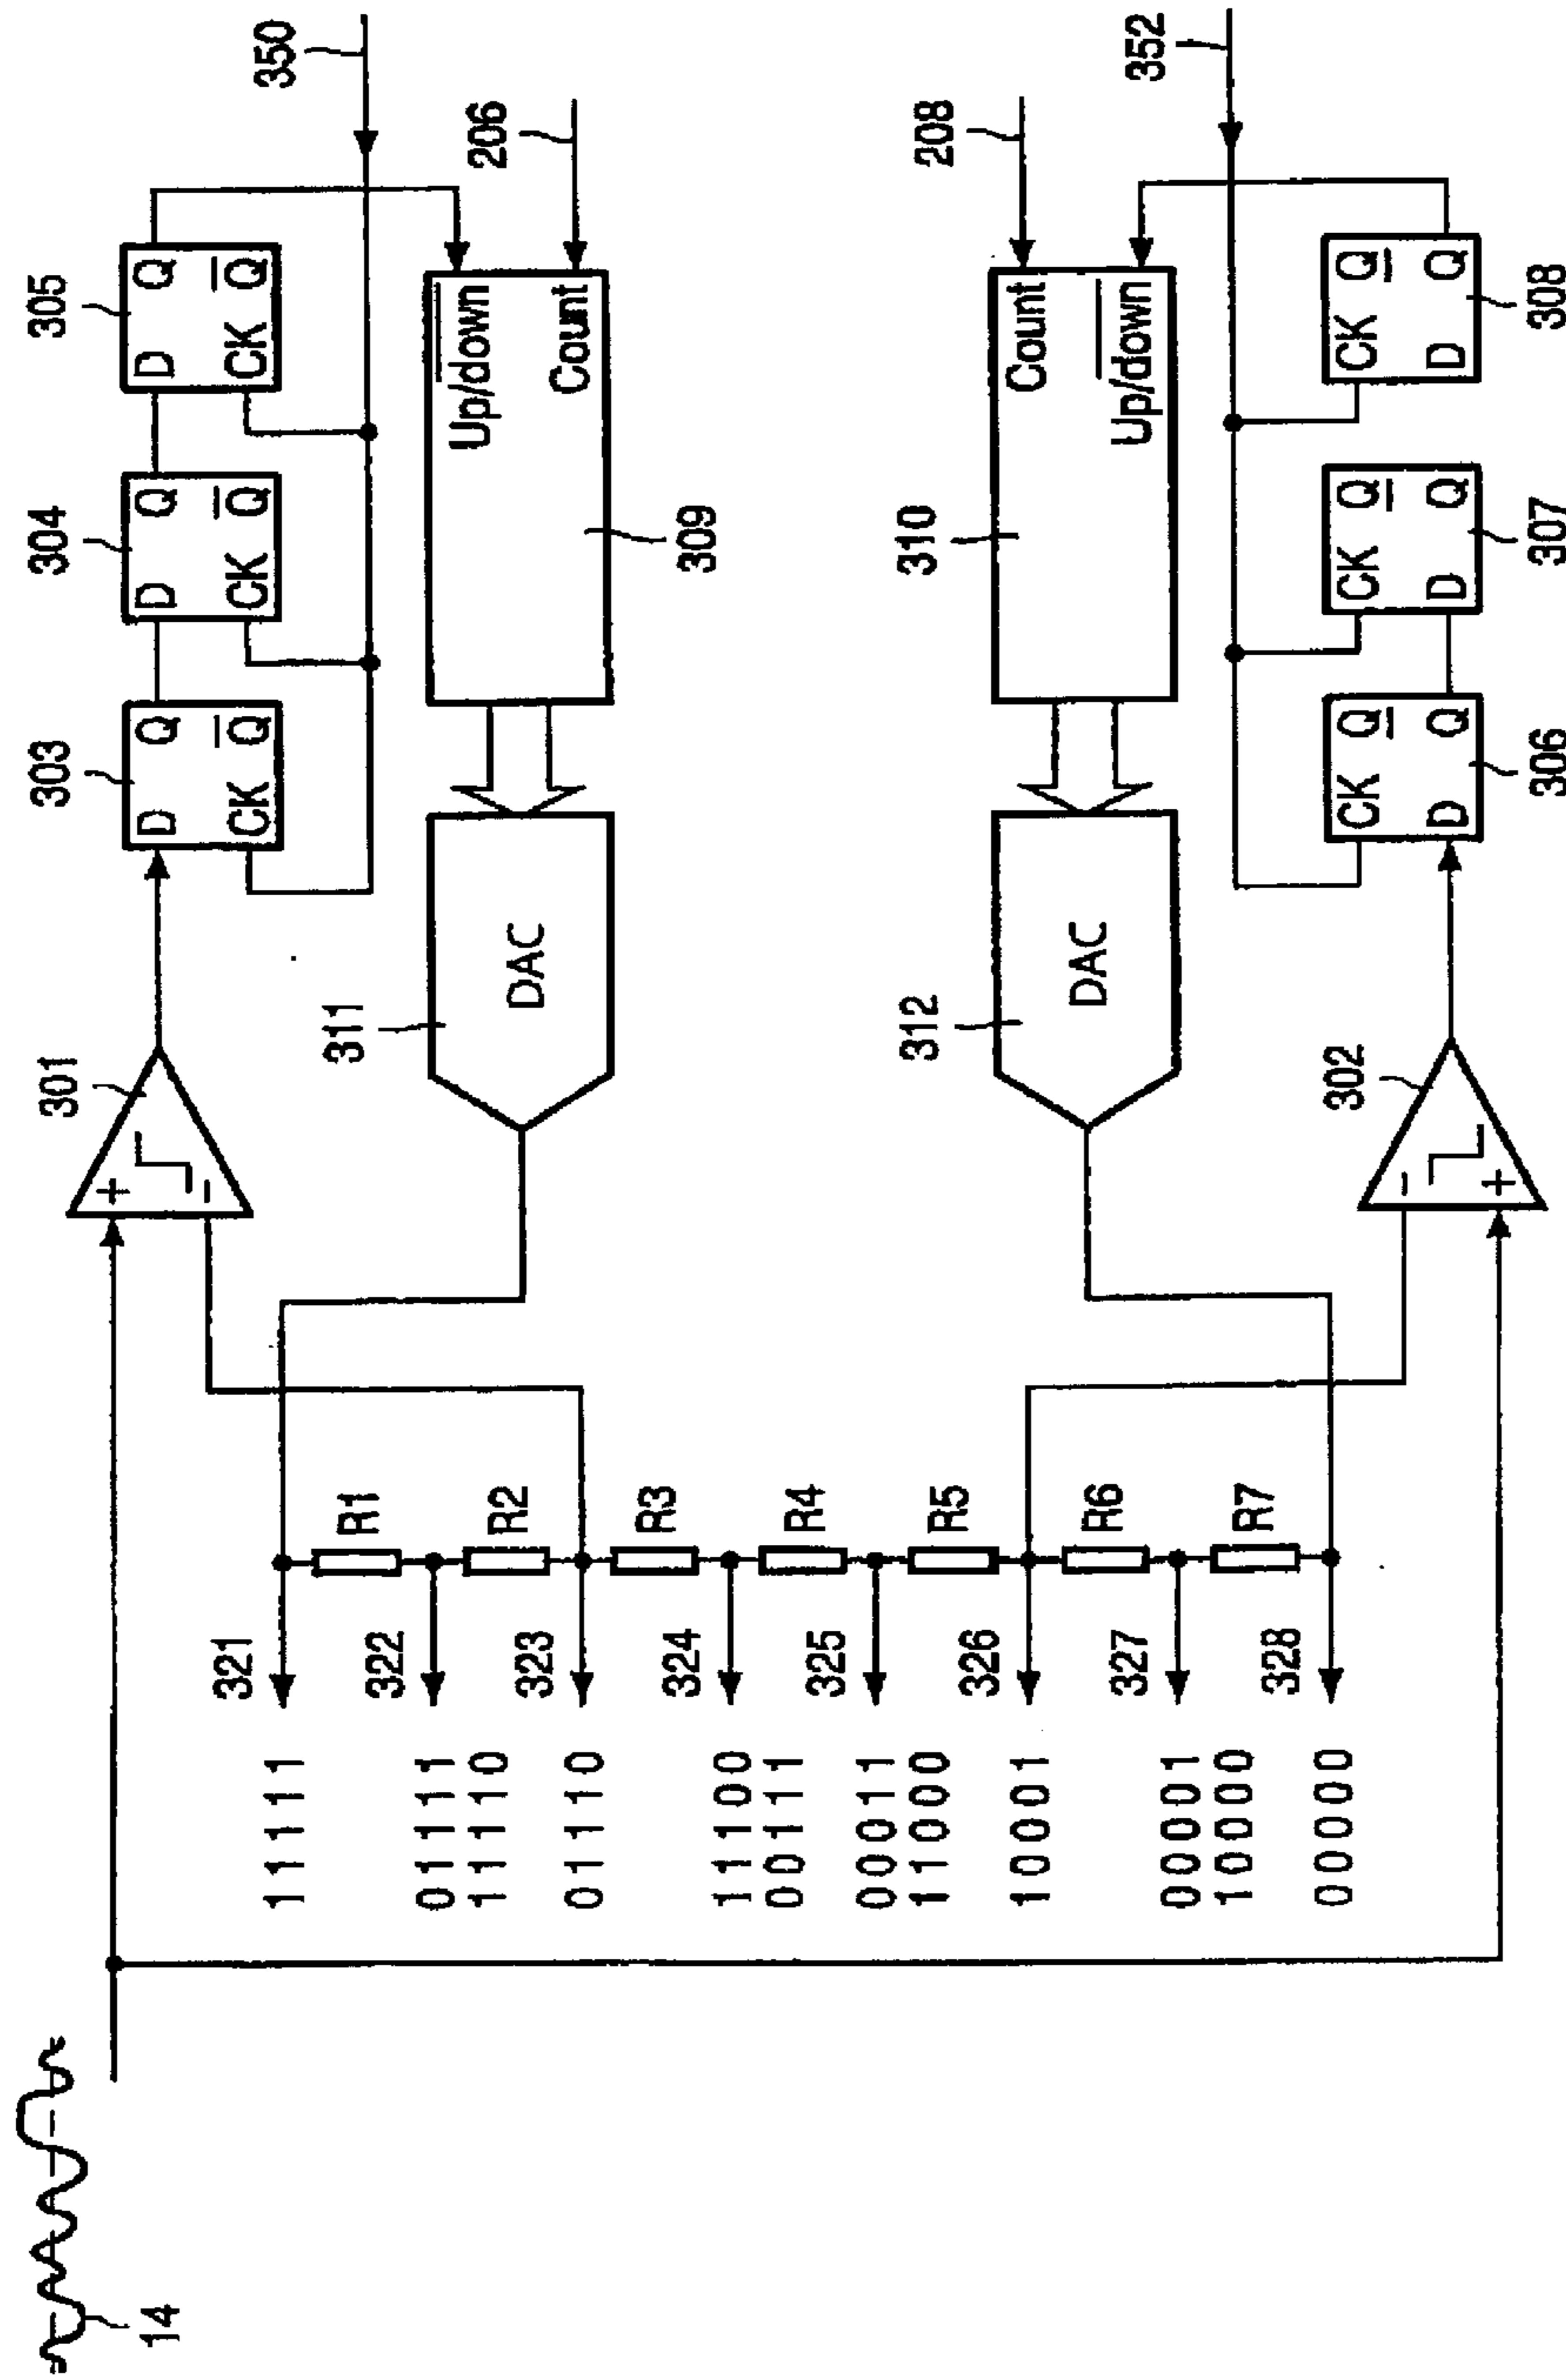 14
301
303
304
305
+
−
D Q
CK Q̅
D Q
CK Q̅
D Q
CK Q̅
350
206
11111 321
R1
01111 322
11110
R2
01110 323
R3
11100 324
00111
R4
00011 325
11000
R5
10001 326
R6
00001 327
10000
R7
00000 328
311
DAC
Up/down
Count
309
312
DAC
310
Count
Up/down
208
352
302
−
+
CK Q̅
D Q
CK Q̅
D Q
CK Q̅
D Q
306
307
308